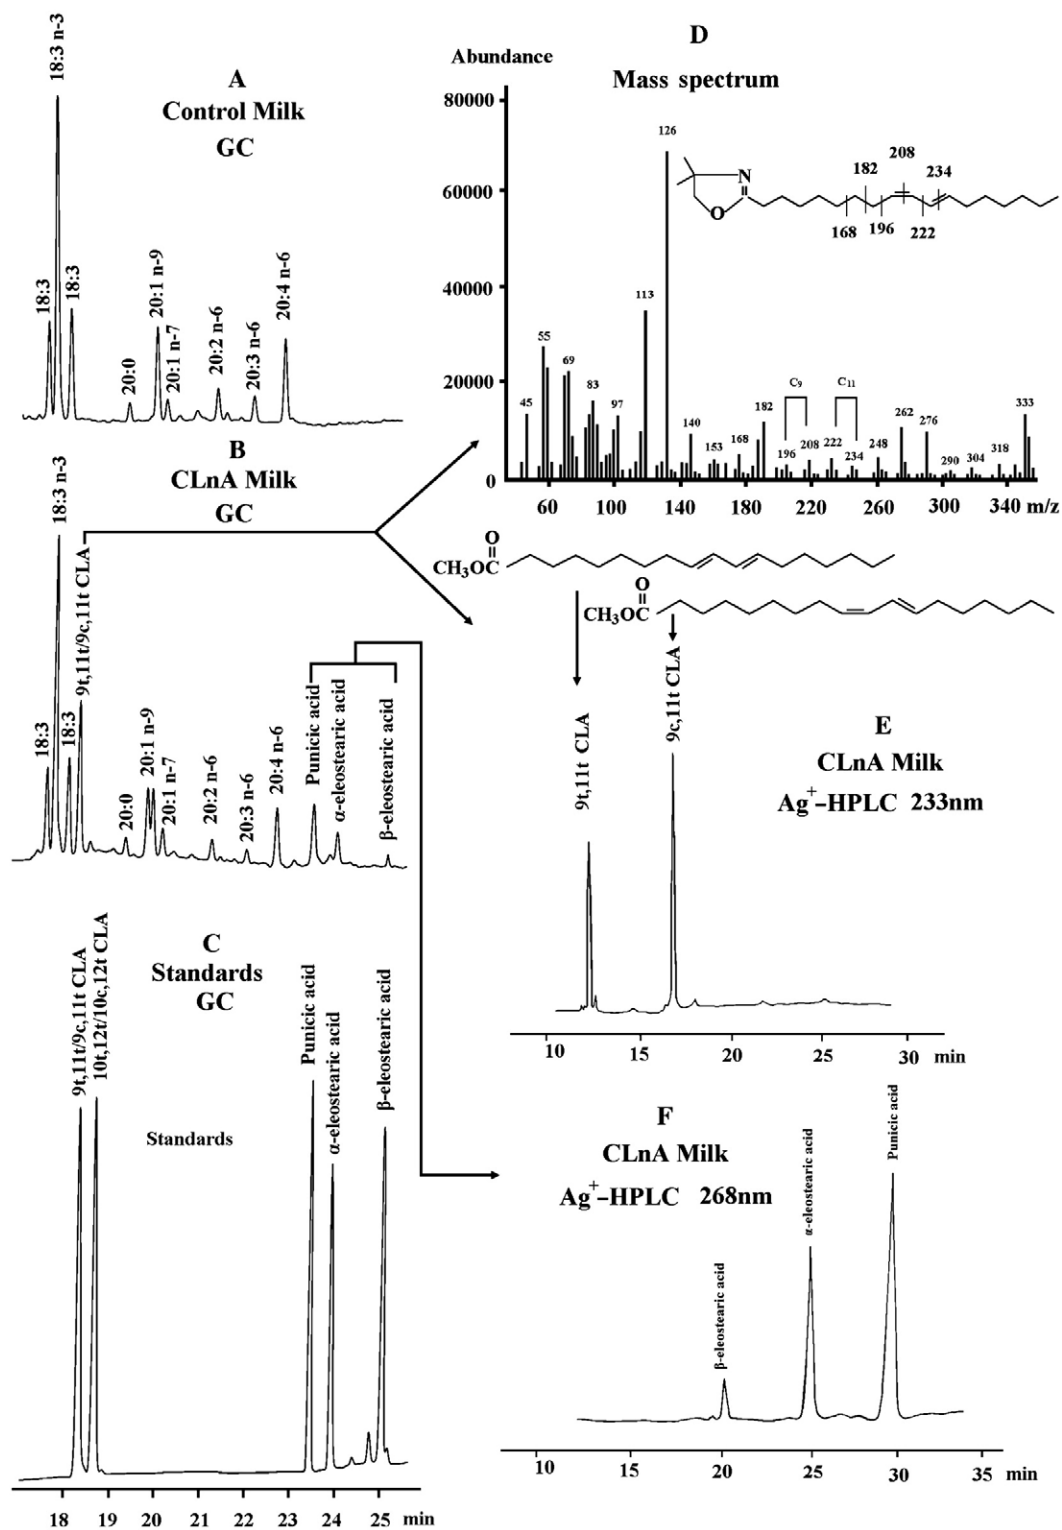 A
Control Milk
GC
18:3
18:3 n-3
18:3
20:0
20:1 n-9
20:1 n-7
20:2 n-6
20:3 n-6
20:4 n-6
B
CLnA Milk
GC
18:3
18:3 n-3
18:3
9t,11t/9c,11t CLA
20:0
20:1 n-9
20:1 n-7
20:2 n-6
20:3 n-6
20:4 n-6
Punicic acid
α-eleostearic acid
β-eleostearic acid
C
Standards
GC
9t,11t/9c,11t CLA
10t,12t/10c,12t CLA
Standards
Punicic acid
α-eleostearic acid
β-eleostearic acid
18 19 20 21 22 23 24 25 min
D
Mass spectrum
Abundance
80000
60000
40000
20000
0
45
55
69
83
97
113
126
140
153
168
182
196
208
222
234
248
262
276
290
304
318
333
C9
C11
N
O
182
208
234
168
196
222
60 100 140 180 220 260 300 340 m/z
O
CH3OC
O
CH3OC
9t,11t CLA
9c,11t CLA
E
CLnA Milk
Ag+-HPLC 233nm
10 15 20 25 30 min
F
CLnA Milk
Ag+-HPLC 268nm
β-eleostearic acid
α-eleostearic acid
Punicic acid
10 15 20 25 30 35 min